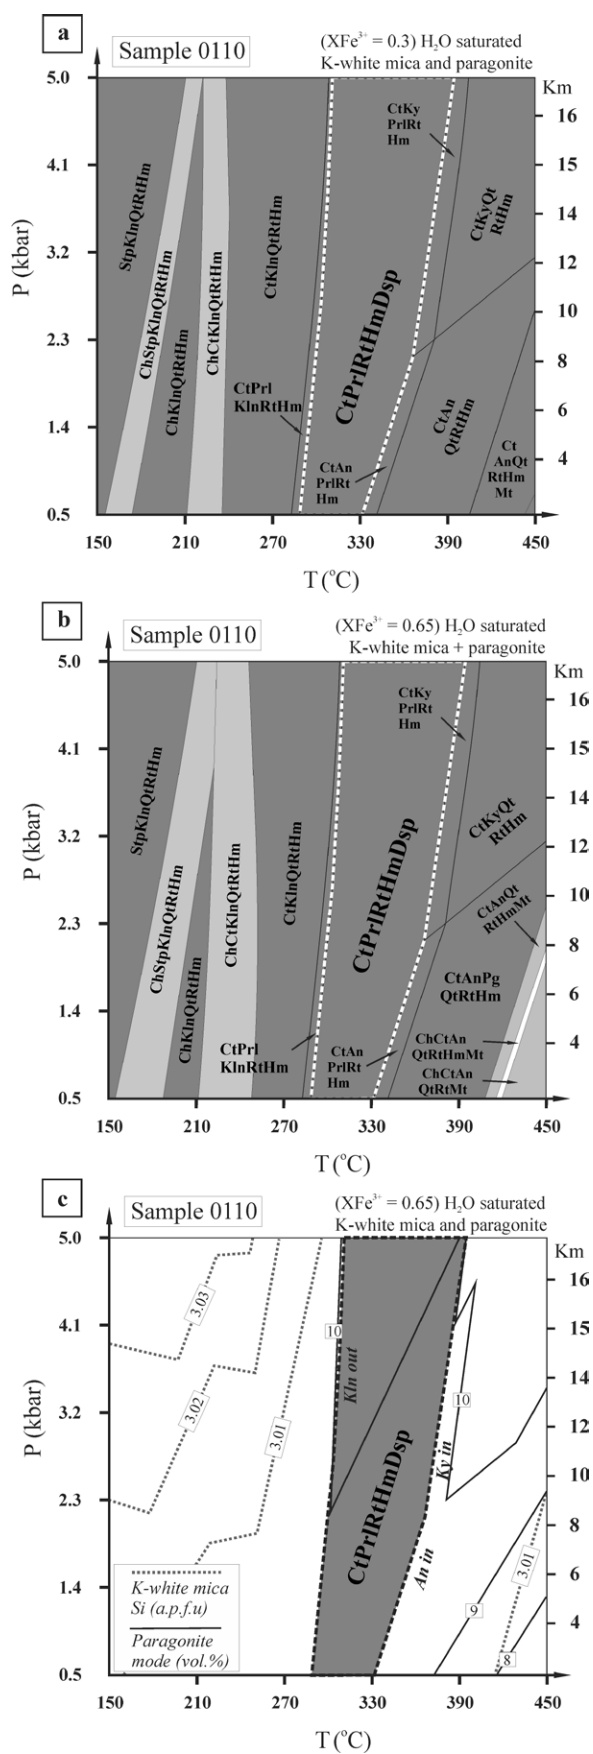 a
Sample 0110
(XFe³⁺ = 0.3) H₂O saturated
K-white mica and paragonite
P (kbar)
5.0
4.1
3.2
2.3
1.4
0.5
Km
16
15
14
12
10
8
6
4
StpKlnQtRtHm
ChStpKlnQtRtHm
ChKlnQtRtHm
ChCtKlnQtRtHm
CtKlnQtRtHm
CtPrl
KlnRtHm
CtPrlRtHmDsp
CtKy
PrlRt
Hm
CtKyQt
RtHm
CtAn
PrlRt
Hm
CtAn
QtRtHm
Ct
AnQt
RtHm
Mt
150 210 270 330 390 450
T (°C)
b
Sample 0110
(XFe³⁺ = 0.65) H₂O saturated
K-white mica + paragonite
P (kbar)
5.0
4.1
3.2
2.3
1.4
0.5
Km
16
15
14
12
10
8
6
4
StpKlnQtRtHm
ChStpKlnQtRtHm
ChKlnQtRtHm
ChCtKlnQtRtHm
CtKlnQtRtHm
CtPrl
KlnRtHm
CtPrlRtHmDsp
CtKy
PrlRt
Hm
CtKyQt
RtHm
CtAnQt
RtHmMt
CtAnPg
QtRtHm
CtAn
PrlRt
Hm
ChCtAn
QtRtHmMt
ChCtAn
QtRtMt
150 210 270 330 390 450
T (°C)
c
Sample 0110
(XFe³⁺ = 0.65) H₂O saturated
K-white mica and paragonite
P (kbar)
5.0
4.1
3.2
2.3
1.4
0.5
Km
16
15
14
12
10
8
6
4
3.03
3.02
3.01
10
Kln out
CtPrlRtHmDsp
Ky in
An in
10
9
3.01
8
K-white mica
Si (a.p.f.u)
Paragonite
mode (vol.%)
150 210 270 330 390 450
T (°C)